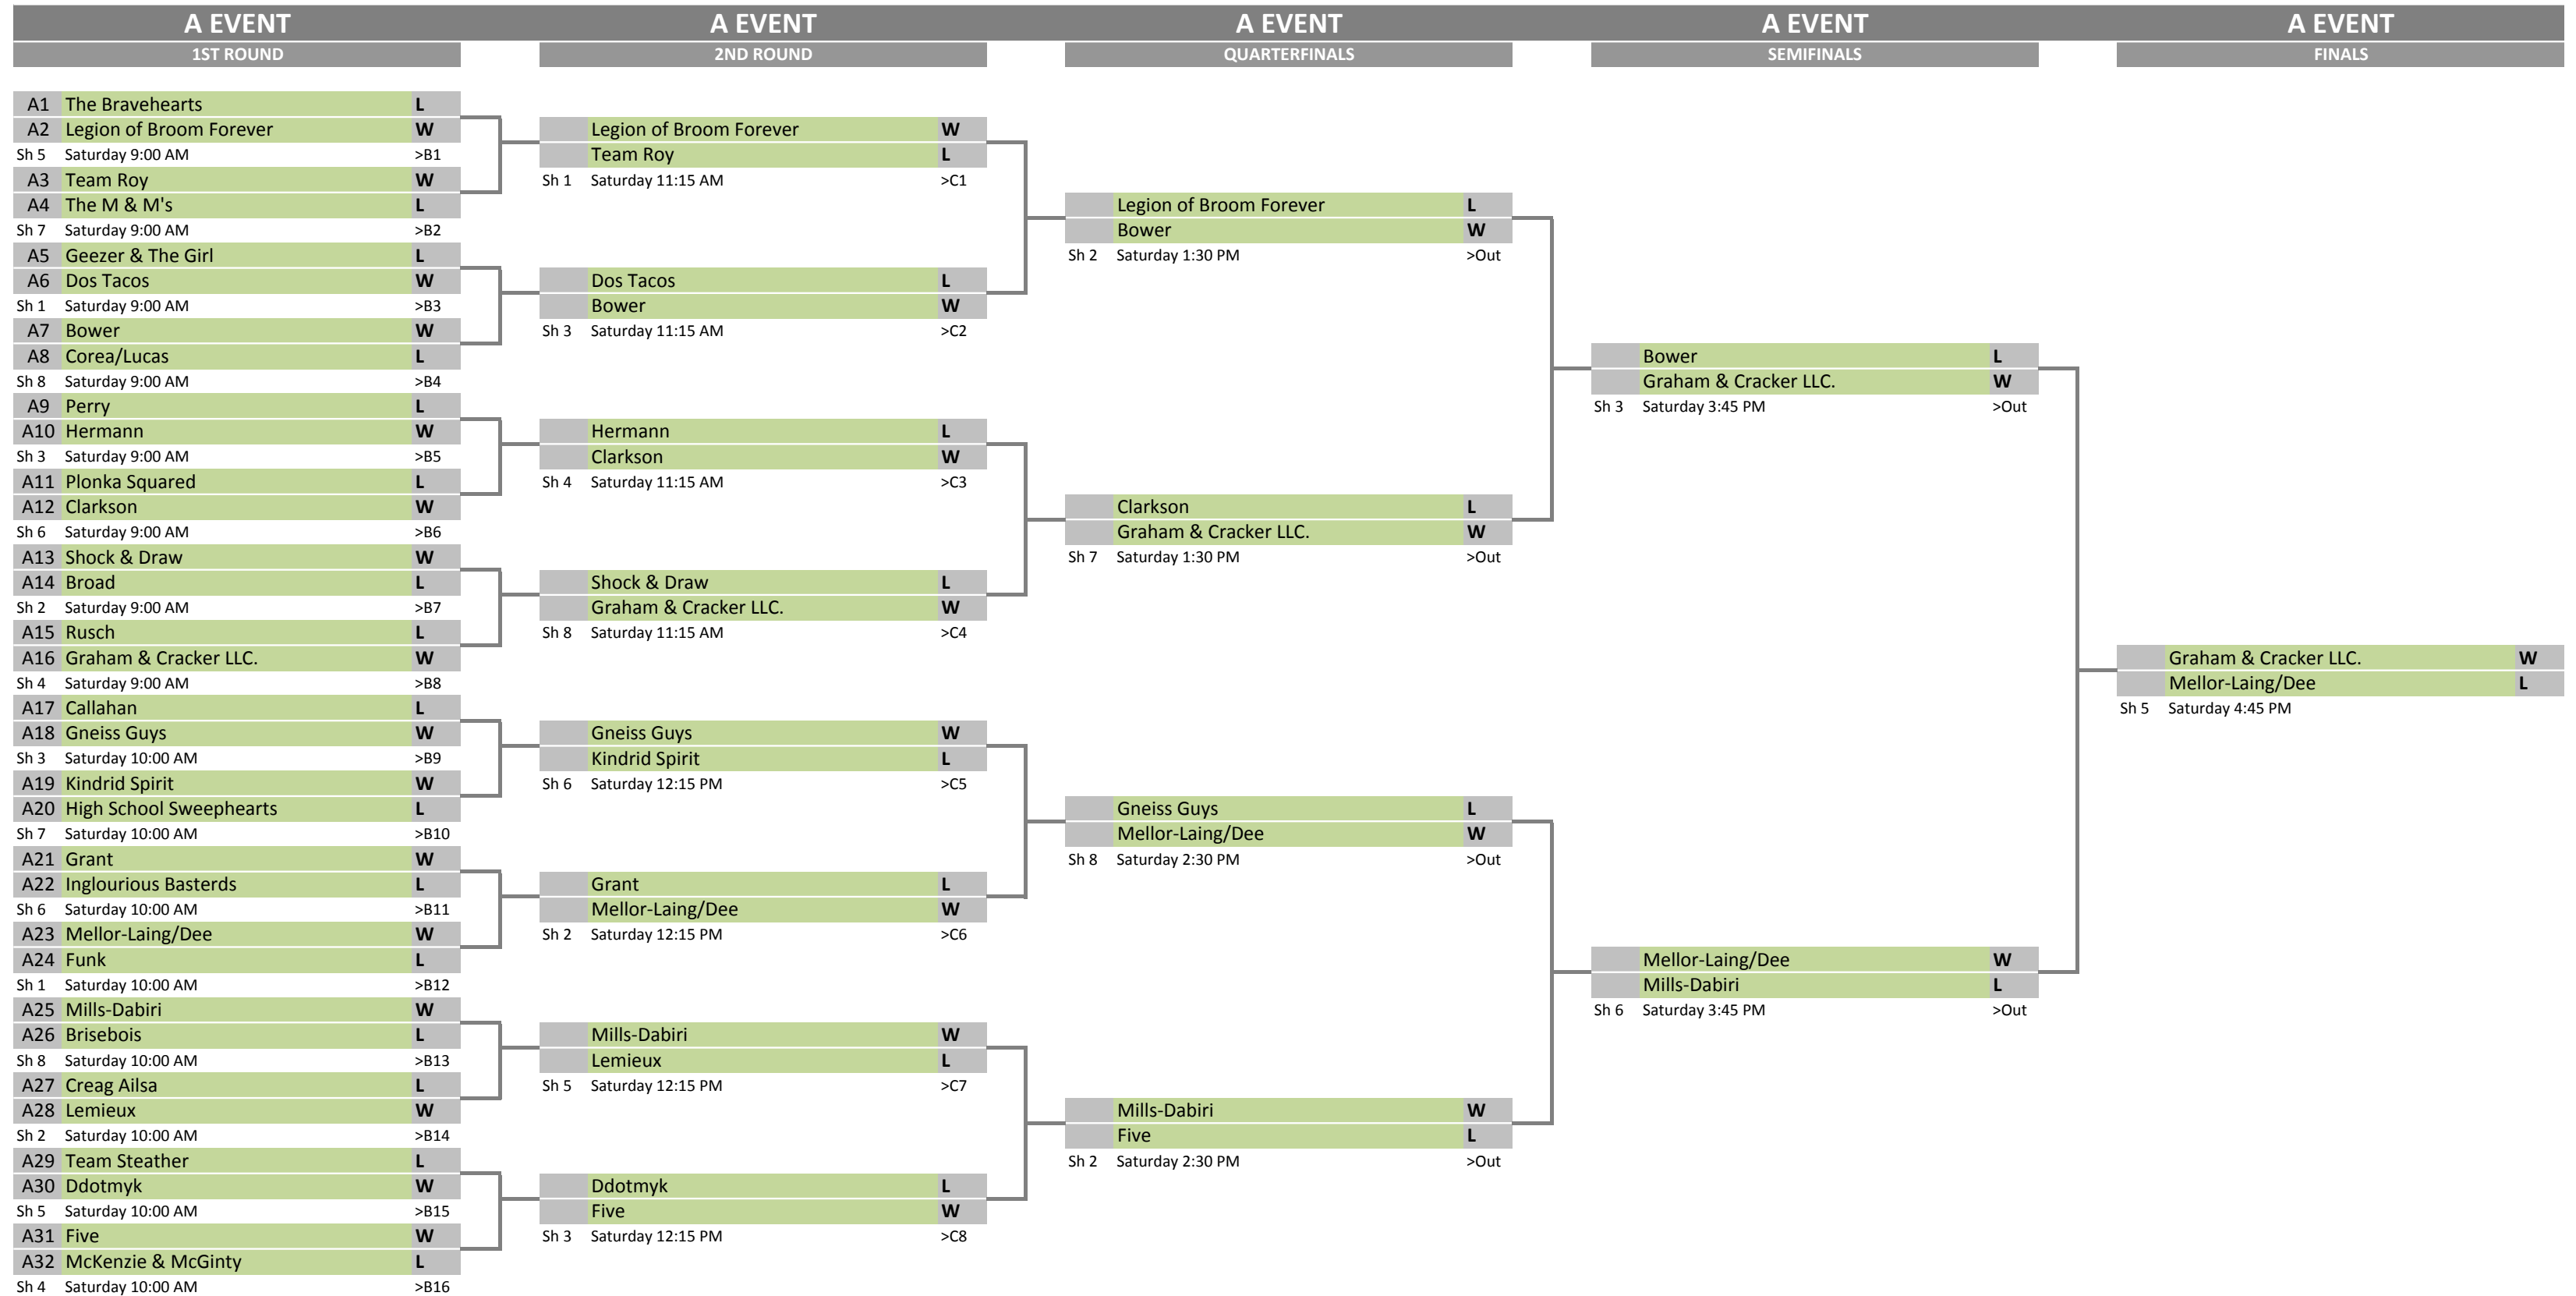 A EVENT A EVENT A EVENT A EVENT A EVENT
1ST ROUND 2ND ROUND QUARTERFINALS SEMIFINALS FINALS
A1 The Bravehearts L
A2 Legion of Broom Forever W
Sh 5 Saturday 9:00 AM >B1
A3 Team Roy W
A4 The M & M's L
Sh 7 Saturday 9:00 AM >B2
A5 Geezer & The Girl L
A6 Dos Tacos W
Sh 1 Saturday 9:00 AM >B3
A7 Bower W
A8 Corea/Lucas L
Sh 8 Saturday 9:00 AM >B4
A9 Perry L
A10 Hermann W
Sh 3 Saturday 9:00 AM >B5
A11 Plonka Squared L
A12 Clarkson W
Sh 6 Saturday 9:00 AM >B6
A13 Shock & Draw W
A14 Broad L
Sh 2 Saturday 9:00 AM >B7
A15 Rusch L
A16 Graham & Cracker LLC. W
Sh 4 Saturday 9:00 AM >B8
A17 Callahan L
A18 Gneiss Guys W
Sh 3 Saturday 10:00 AM >B9
A19 Kindrid Spirit W
A20 High School Sweephearts L
Sh 7 Saturday 10:00 AM >B10
A21 Grant W
A22 Inglourious Basterds L
Sh 6 Saturday 10:00 AM >B11
A23 Mellor-Laing/Dee W
A24 Funk L
Sh 1 Saturday 10:00 AM >B12
A25 Mills-Dabiri W
A26 Brisebois L
Sh 8 Saturday 10:00 AM >B13
A27 Creag Ailsa L
A28 Lemieux W
Sh 2 Saturday 10:00 AM >B14
A29 Team Steather L
A30 Ddotmyk W
Sh 5 Saturday 10:00 AM >B15
A31 Five W
A32 McKenzie & McGinty L
Sh 4 Saturday 10:00 AM >B16
Legion of Broom Forever W
Team Roy L
Sh 1 Saturday 11:15 AM >C1
Dos Tacos L
Bower W
Sh 3 Saturday 11:15 AM >C2
Hermann L
Clarkson W
Sh 4 Saturday 11:15 AM >C3
Shock & Draw L
Graham & Cracker LLC. W
Sh 8 Saturday 11:15 AM >C4
Gneiss Guys W
Kindrid Spirit L
Sh 6 Saturday 12:15 PM >C5
Grant L
Mellor-Laing/Dee W
Sh 2 Saturday 12:15 PM >C6
Mills-Dabiri W
Lemieux L
Sh 5 Saturday 12:15 PM >C7
Ddotmyk L
Five W
Sh 3 Saturday 12:15 PM >C8
Legion of Broom Forever L
Bower W
Sh 2 Saturday 1:30 PM >Out
Clarkson L
Graham & Cracker LLC. W
Sh 7 Saturday 1:30 PM >Out
Gneiss Guys L
Mellor-Laing/Dee W
Sh 8 Saturday 2:30 PM >Out
Mills-Dabiri W
Five L
Sh 2 Saturday 2:30 PM >Out
Bower L
Graham & Cracker LLC. W
Sh 3 Saturday 3:45 PM >Out
Mellor-Laing/Dee W
Mills-Dabiri L
Sh 6 Saturday 3:45 PM >Out
Graham & Cracker LLC. W
Mellor-Laing/Dee L
Sh 5 Saturday 4:45 PM